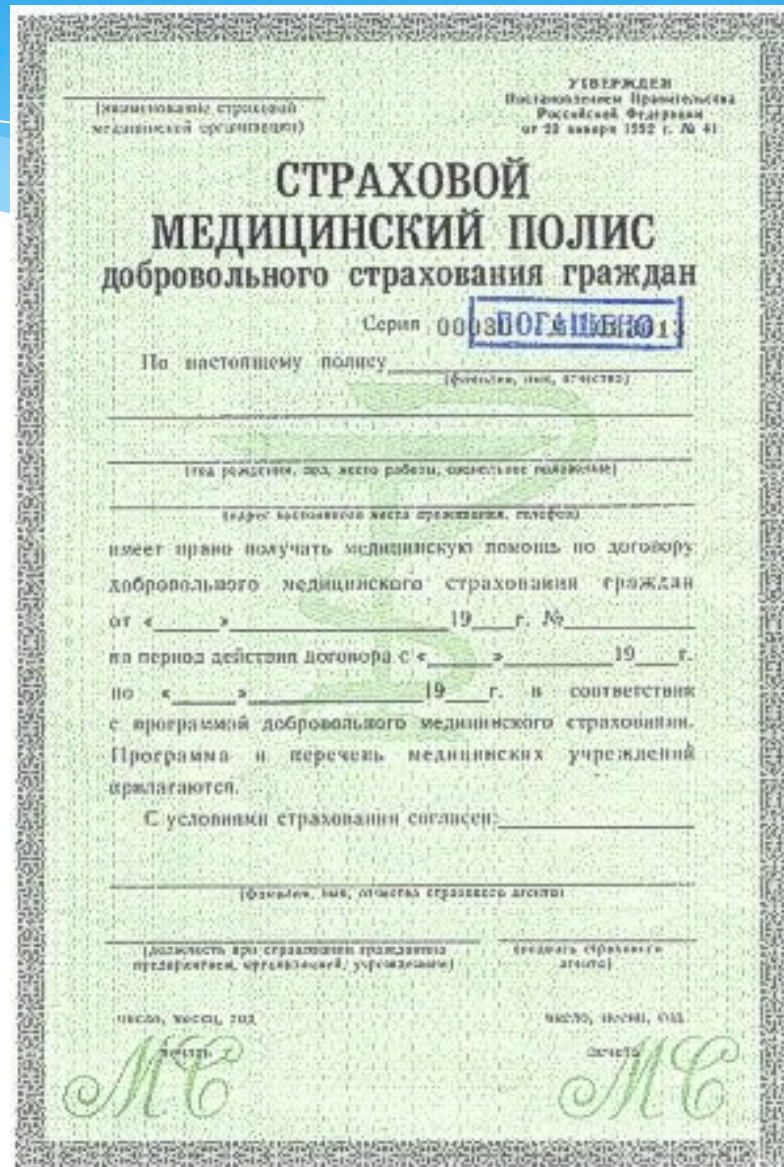 (наименование страховой
медицинской организации)
УТВЕРЖДЕН
Постановлением Правительства
Российской Федерации
от 23 января 1992 г. № 41
СТРАХОВОЙ
МЕДИЦИНСКИЙ ПОЛИС
добровольного страхования граждан
Серия
ПОГАШЕНО
По настоящему полису
(фамилия, имя, отчество)
(год рождения, пол, место работы, социальное положение)
(адрес постоянного места проживания, телефон)
имеет право получать медицинскую помощь по договору
добровольного медицинского страхования граждан
от « » 19 г. №
на период действия договора с « » 19 г.
по « » 19 г. в соответствии
с программой добровольного медицинского страхования.
Программа и перечень медицинских учреждений
прилагаются.
С условиями страхования согласен:
(фамилия, имя, отчество страхового агента)
(должность при страховании гражданина
предприятием, организацией, учреждением)
(подпись страхового
агента)
число, месяц, год
число, месяц, год
печать
печать
МС
МС